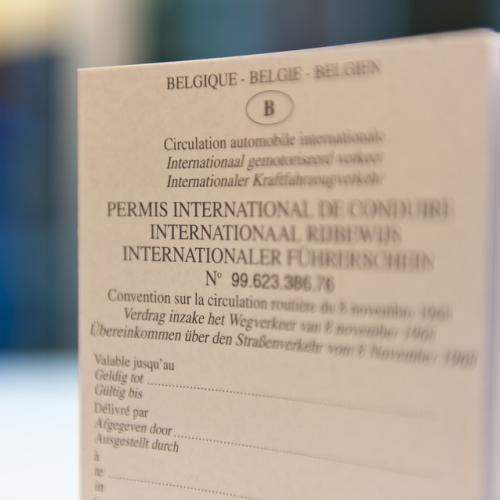 BELGIQUE - BELGIE - BELGIEN
B
Circulation automobile internationale
Internationaal gemotoriseerd verkeer
Internationaler Kraftfahrzeugverkehr
PERMIS INTERNATIONAL DE CONDUIRE
INTERNATIONAAL RIJBEWIJS
INTERNATIONALER FÜHRERSCHEIN
N° 99.623.386.76
Convention sur la circulation routière du 8 novembre 1968
Verdrag inzake het Wegverkeer van 8 november 1968
Übereinkommen über den Straßenverkehr vom 8 November 1968
Valable jusqu'au
Geldig tot
Gültig bis
Délivré par
Afgegeven door
Ausgestellt durch
à
te
in